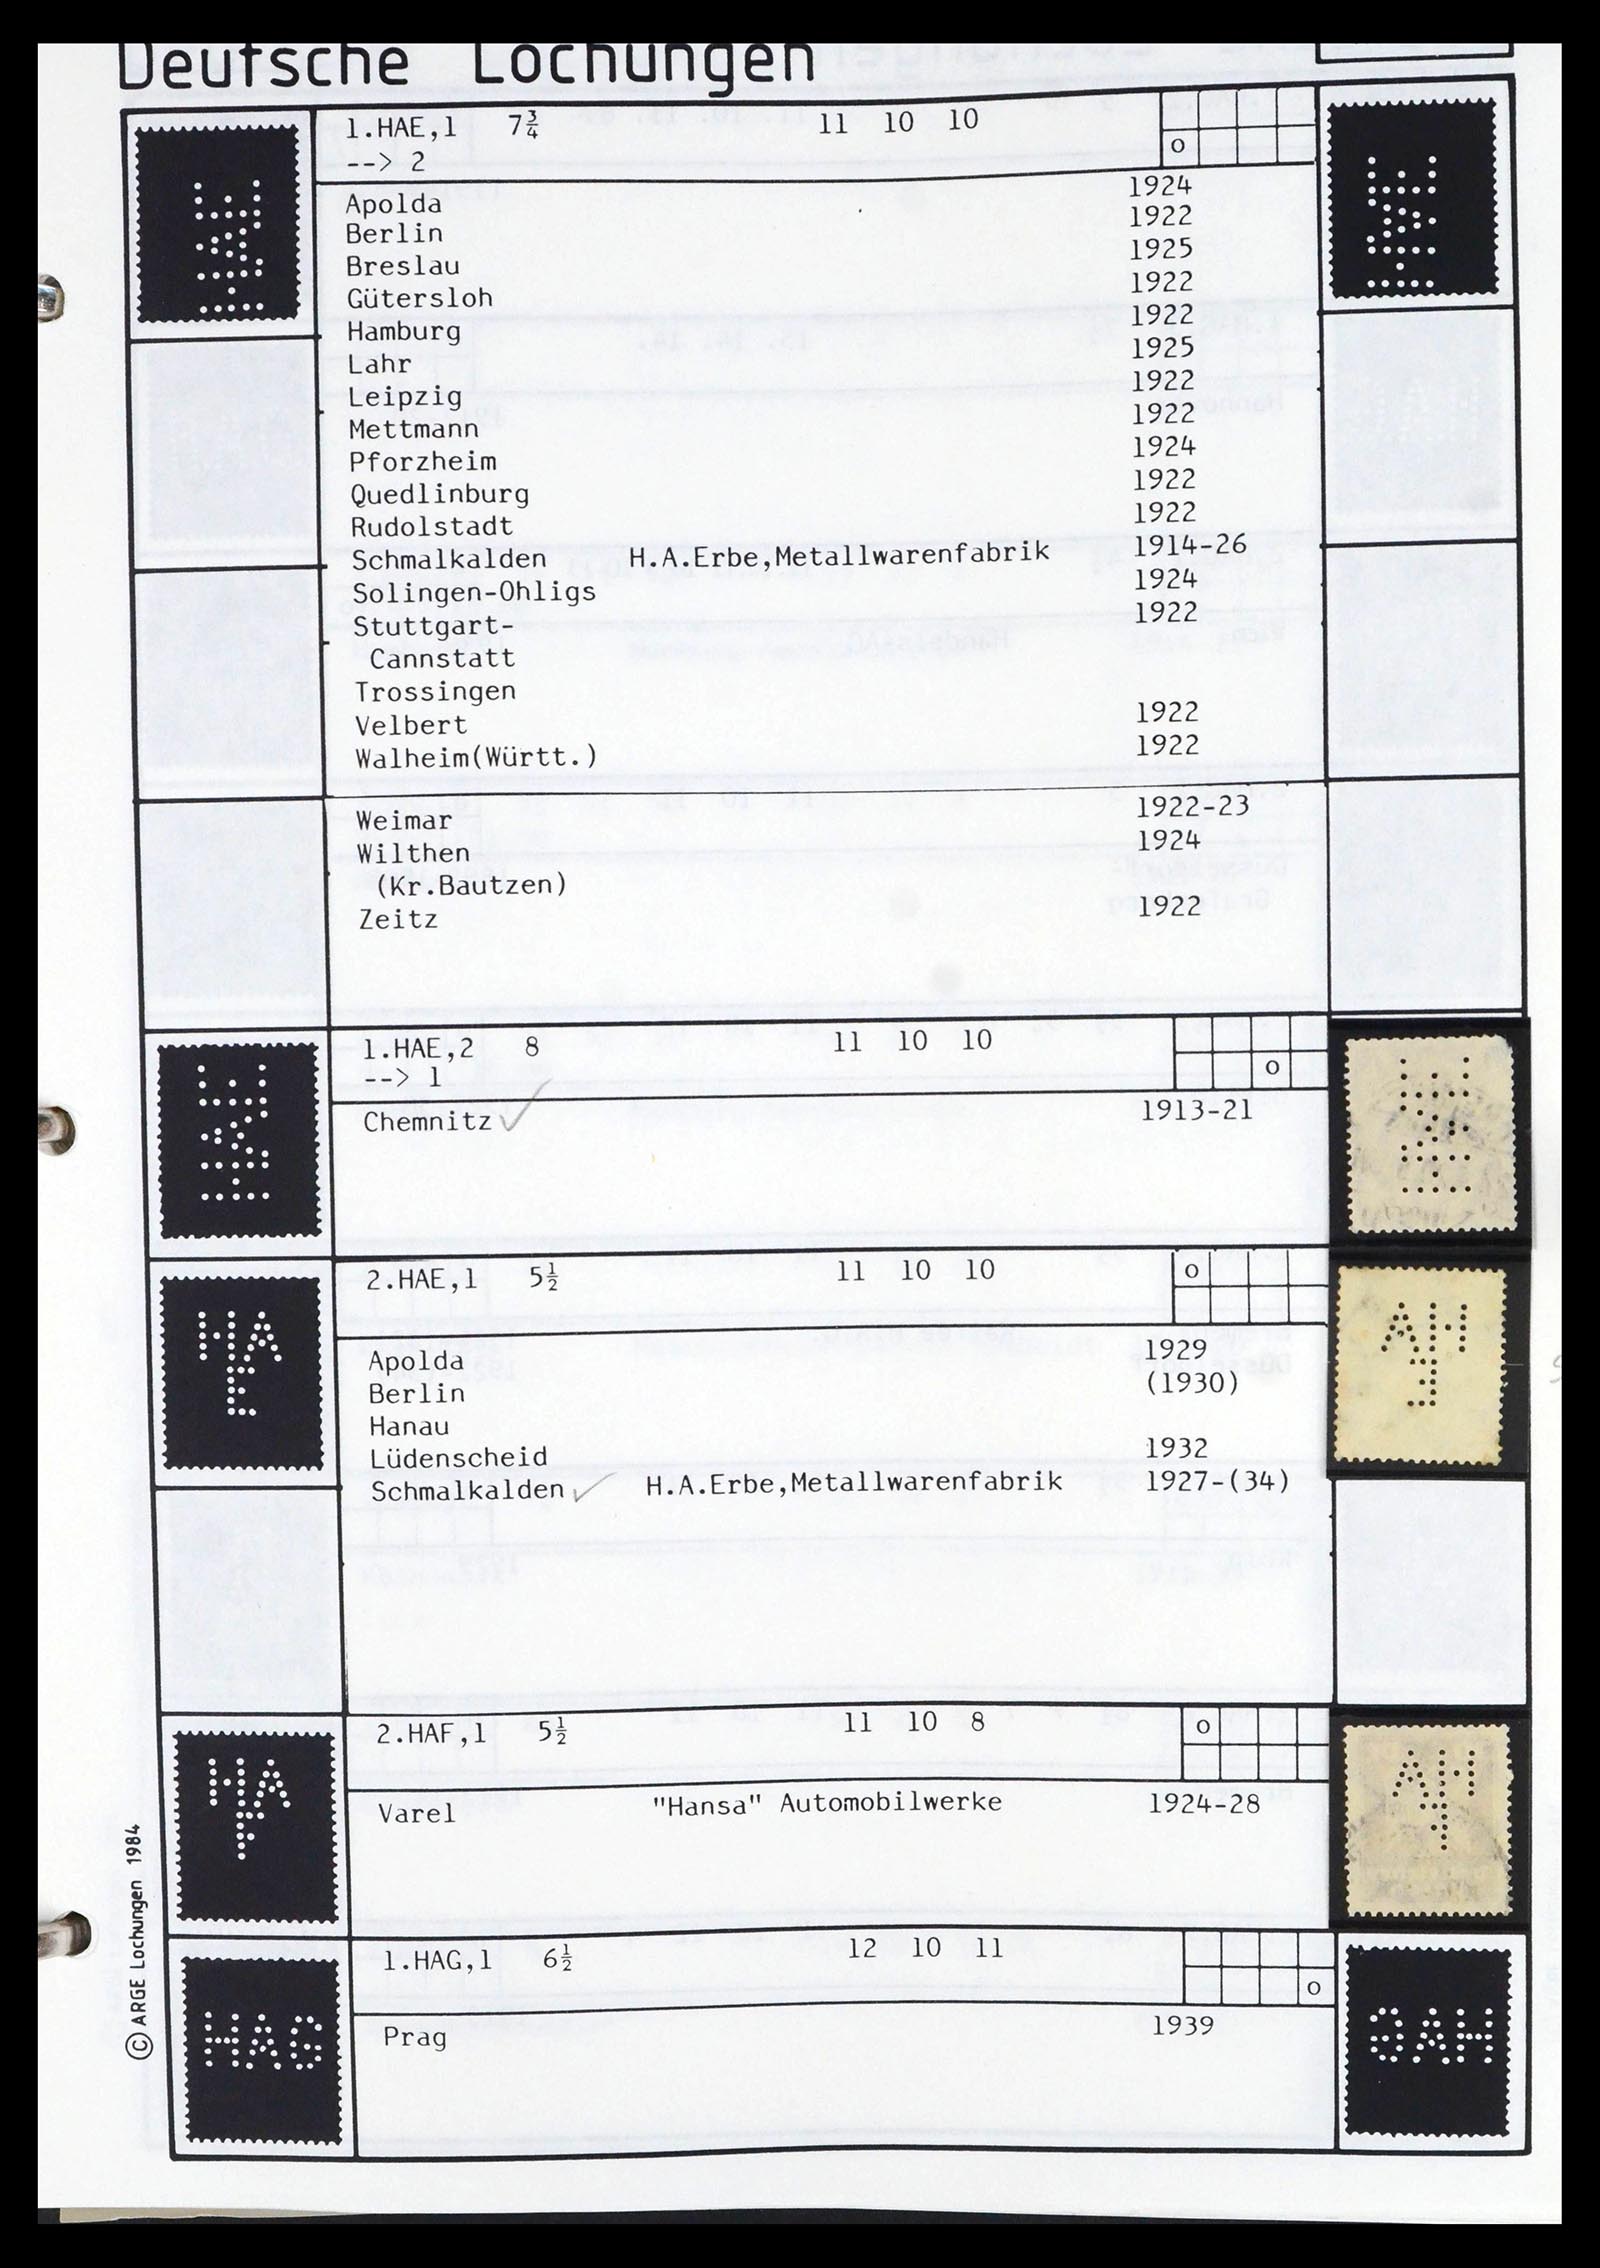 Deutsche Lochungen
1.HAE,1 7¾ 11 10 10
--> 2 o
Apolda 1924
Berlin 1922
Breslau 1925
Gütersloh 1922
Hamburg 1922
Lahr 1925
Leipzig 1922
Mettmann 1922
Pforzheim 1924
Quedlinburg 1922
Rudolstadt 1922
Schmalkalden H.A.Erbe,Metallwarenfabrik 1914-26
Solingen-Ohligs 1924
Stuttgart- 1922
Cannstatt
Trossingen
Velbert 1922
Walheim(Württ.) 1922
Weimar 1922-23
Wilthen 1924
(Kr.Bautzen)
Zeitz 1922
HAE
1.HAE,2 8 11 10 10
--> 1 o
Chemnitz 1913-21
HAE
2.HAE,1 5½ 11 10 10 o
Apolda 1929
Berlin (1930)
Hanau
Lüdenscheid 1932
Schmalkalden H.A.Erbe,Metallwarenfabrik 1927-(34)
HA
E
2.HAF,1 5½ 11 10 8 o
Varel "Hansa" Automobilwerke 1924-28
HA
F
1.HAG,1 6½ 12 10 11
o
Prag 1939
HAG
© ARGE Lochungen 1984